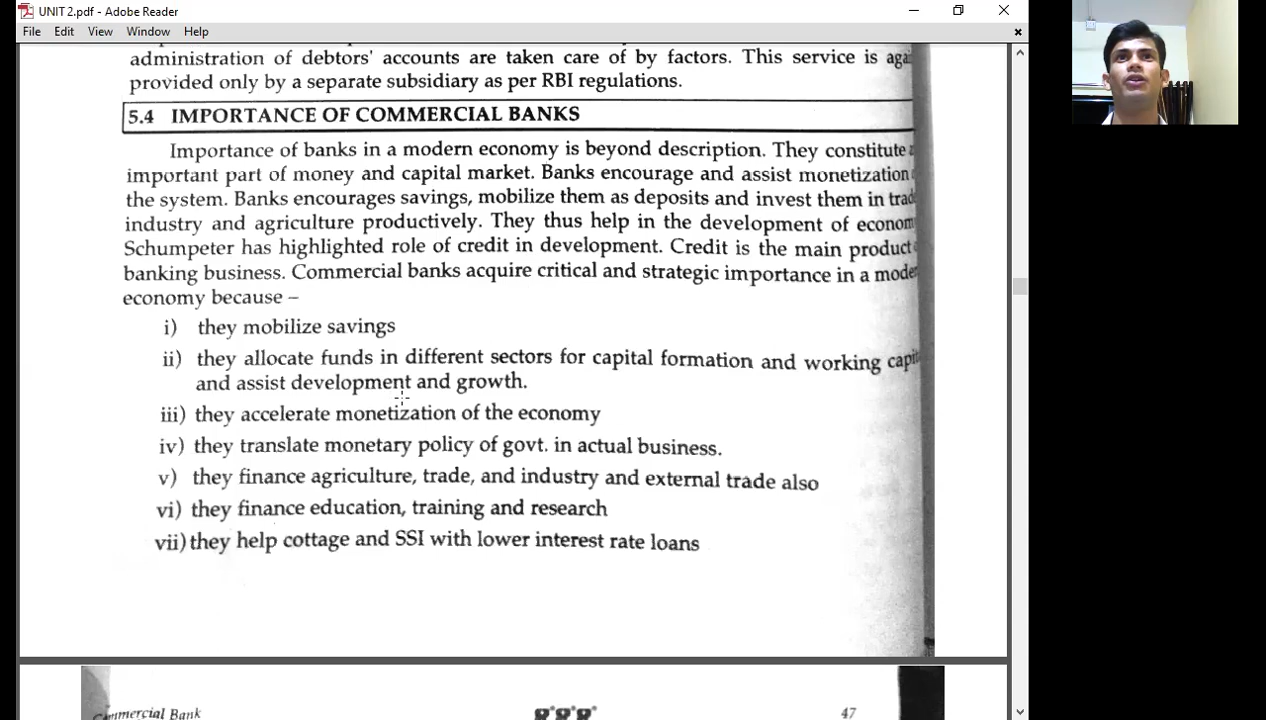 UNIT 2.pdf - Adobe Reader
File Edit View Window Help
administration of debtors' accounts are taken care of by factors. This service is
provided only by a separate subsidiary as per RBI regulations.
5.4 IMPORTANCE OF COMMERCIAL BANKS
Importance of banks in a modern economy is beyond description. They constitute
important part of money and capital market. Banks encourage and assist monetization
the system. Banks encourages savings, mobilize them as deposits and invest them in
industry and agriculture productively. They thus help in the development of
Schumpeter has highlighted role of credit in development. Credit is the main product
banking business. Commercial banks acquire critical and strategic importance in a
economy because –
i) they mobilize savings
ii) they allocate funds in different sectors for capital formation and working
and assist development and growth.
iii) they accelerate monetization of the economy
iv) they translate monetary policy of govt. in actual business.
v) they finance agriculture, trade, and industry and external trade also
vi) they finance education, training and research
vii) they help cottage and SSI with lower interest rate loans
Commercial Bank 47